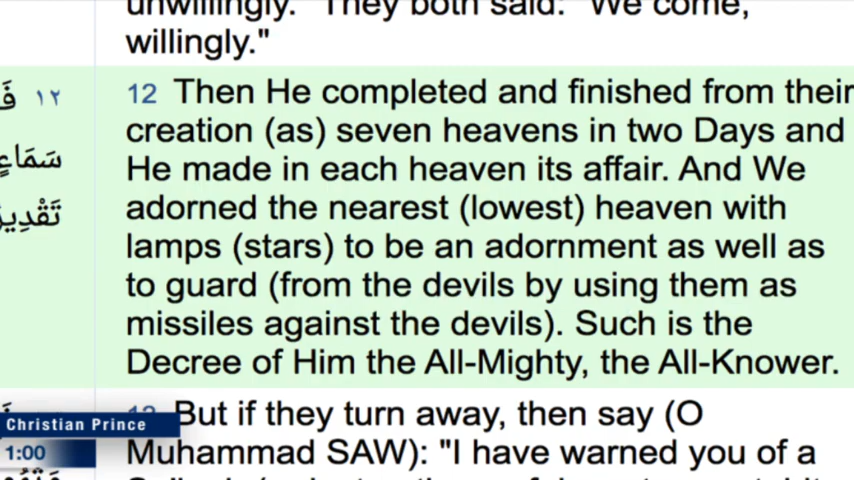 unwillingly." They both said: "We come,
willingly."
12 Then He completed and finished from their
creation (as) seven heavens in two Days and
He made in each heaven its affair. And We
adorned the nearest (lowest) heaven with
lamps (stars) to be an adornment as well as
to guard (from the devils by using them as
missiles against the devils). Such is the
Decree of Him the All-Mighty, the All-Knower.
١٢
تَقْدِير
But if they turn away, then say (O
Muhammad SAW): "I have warned you of a
Christian Prince
1:00